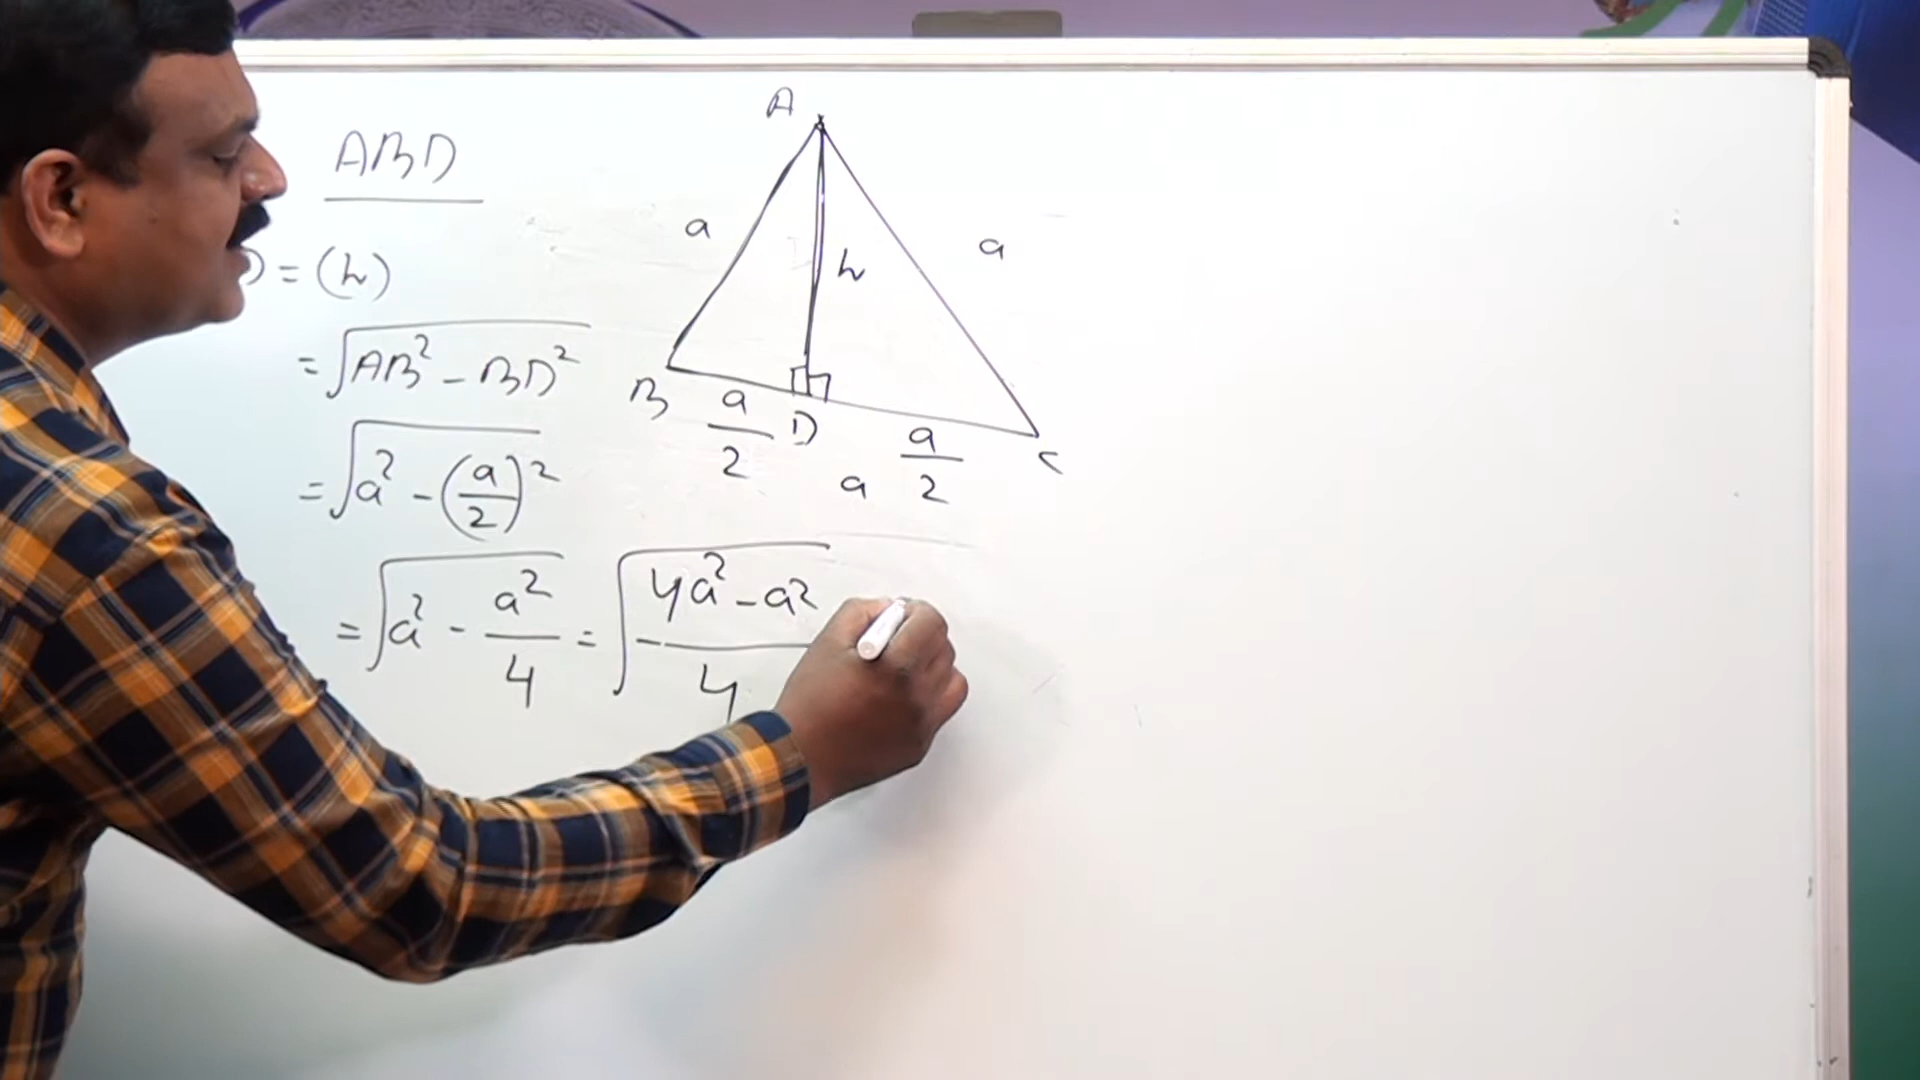 ABD
A
a
a
) = (h)
h
= √AB² - BD²
B
a/2
D
a/2
C
a
= √a² - (a/2)²
= √a² - a²/4 = √4a² - a²/4